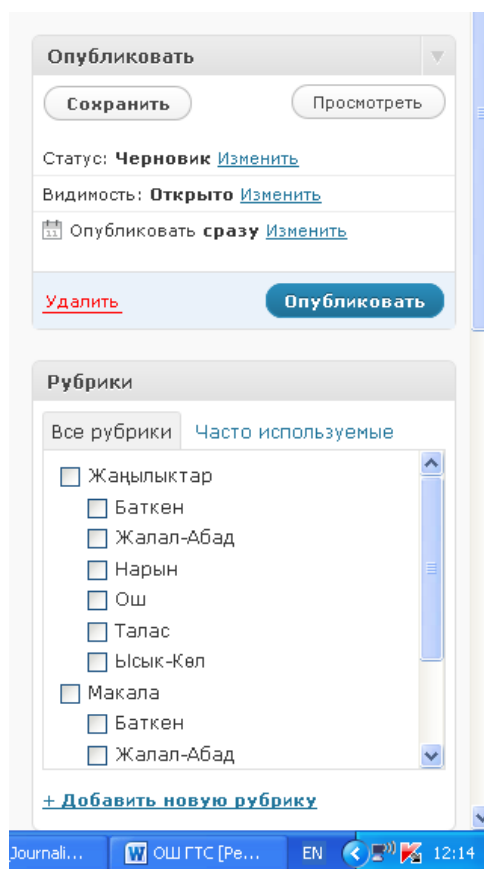 Опубликовать
Сохранить Просмотреть
Статус: Черновик Изменить
Видимость: Открыто Изменить
11 Опубликовать сразу Изменить
Удалить Опубликовать
Рубрики
Все рубрики Часто используемые
Жаңылыктар
Баткен
Жалал-Абад
Нарын
Ош
Талас
Ысык-Көл
Макала
Баткен
Жалал-Абад
+ Добавить новую рубрику
Journali... ОШ ГТС [Ре... EN 12:14